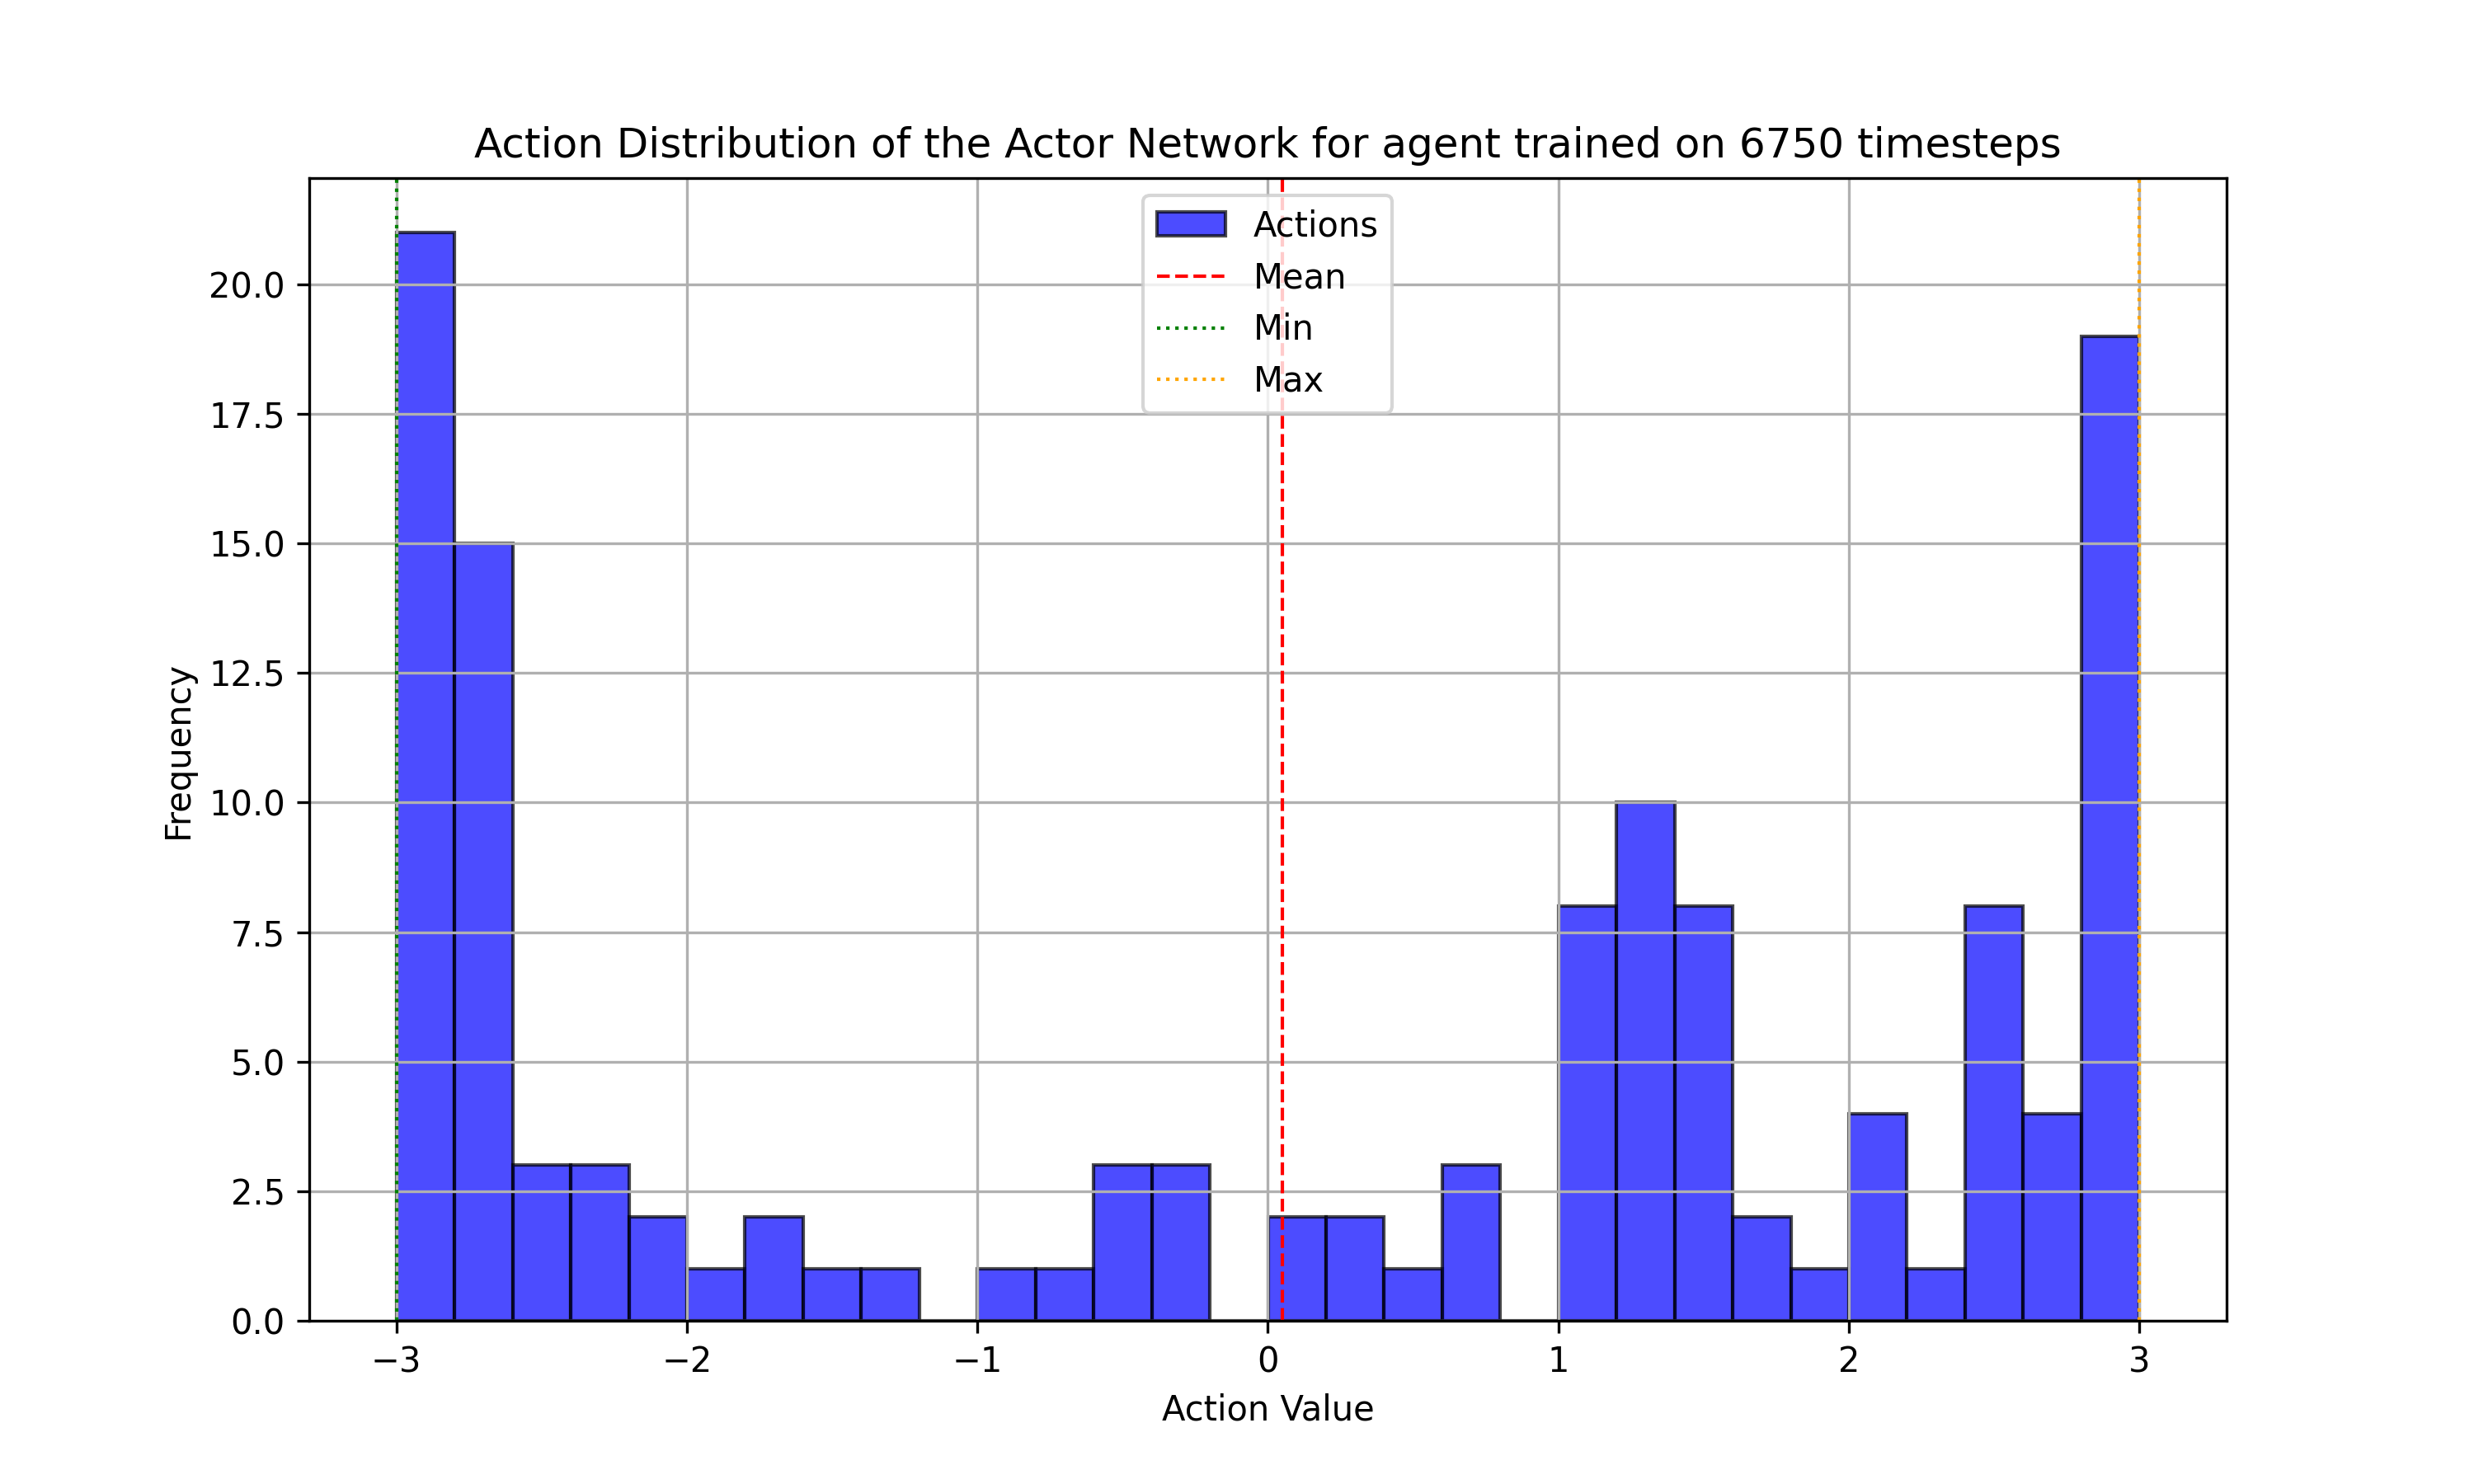 Action Distribution of the Actor Network for agent trained on 6750 timesteps
Actions
Mean
Min
Max
Frequency
20.0
17.5
15.0
12.5
10.0
7.5
5.0
2.5
0.0
−3 −2 −1 0 1 2 3
Action Value